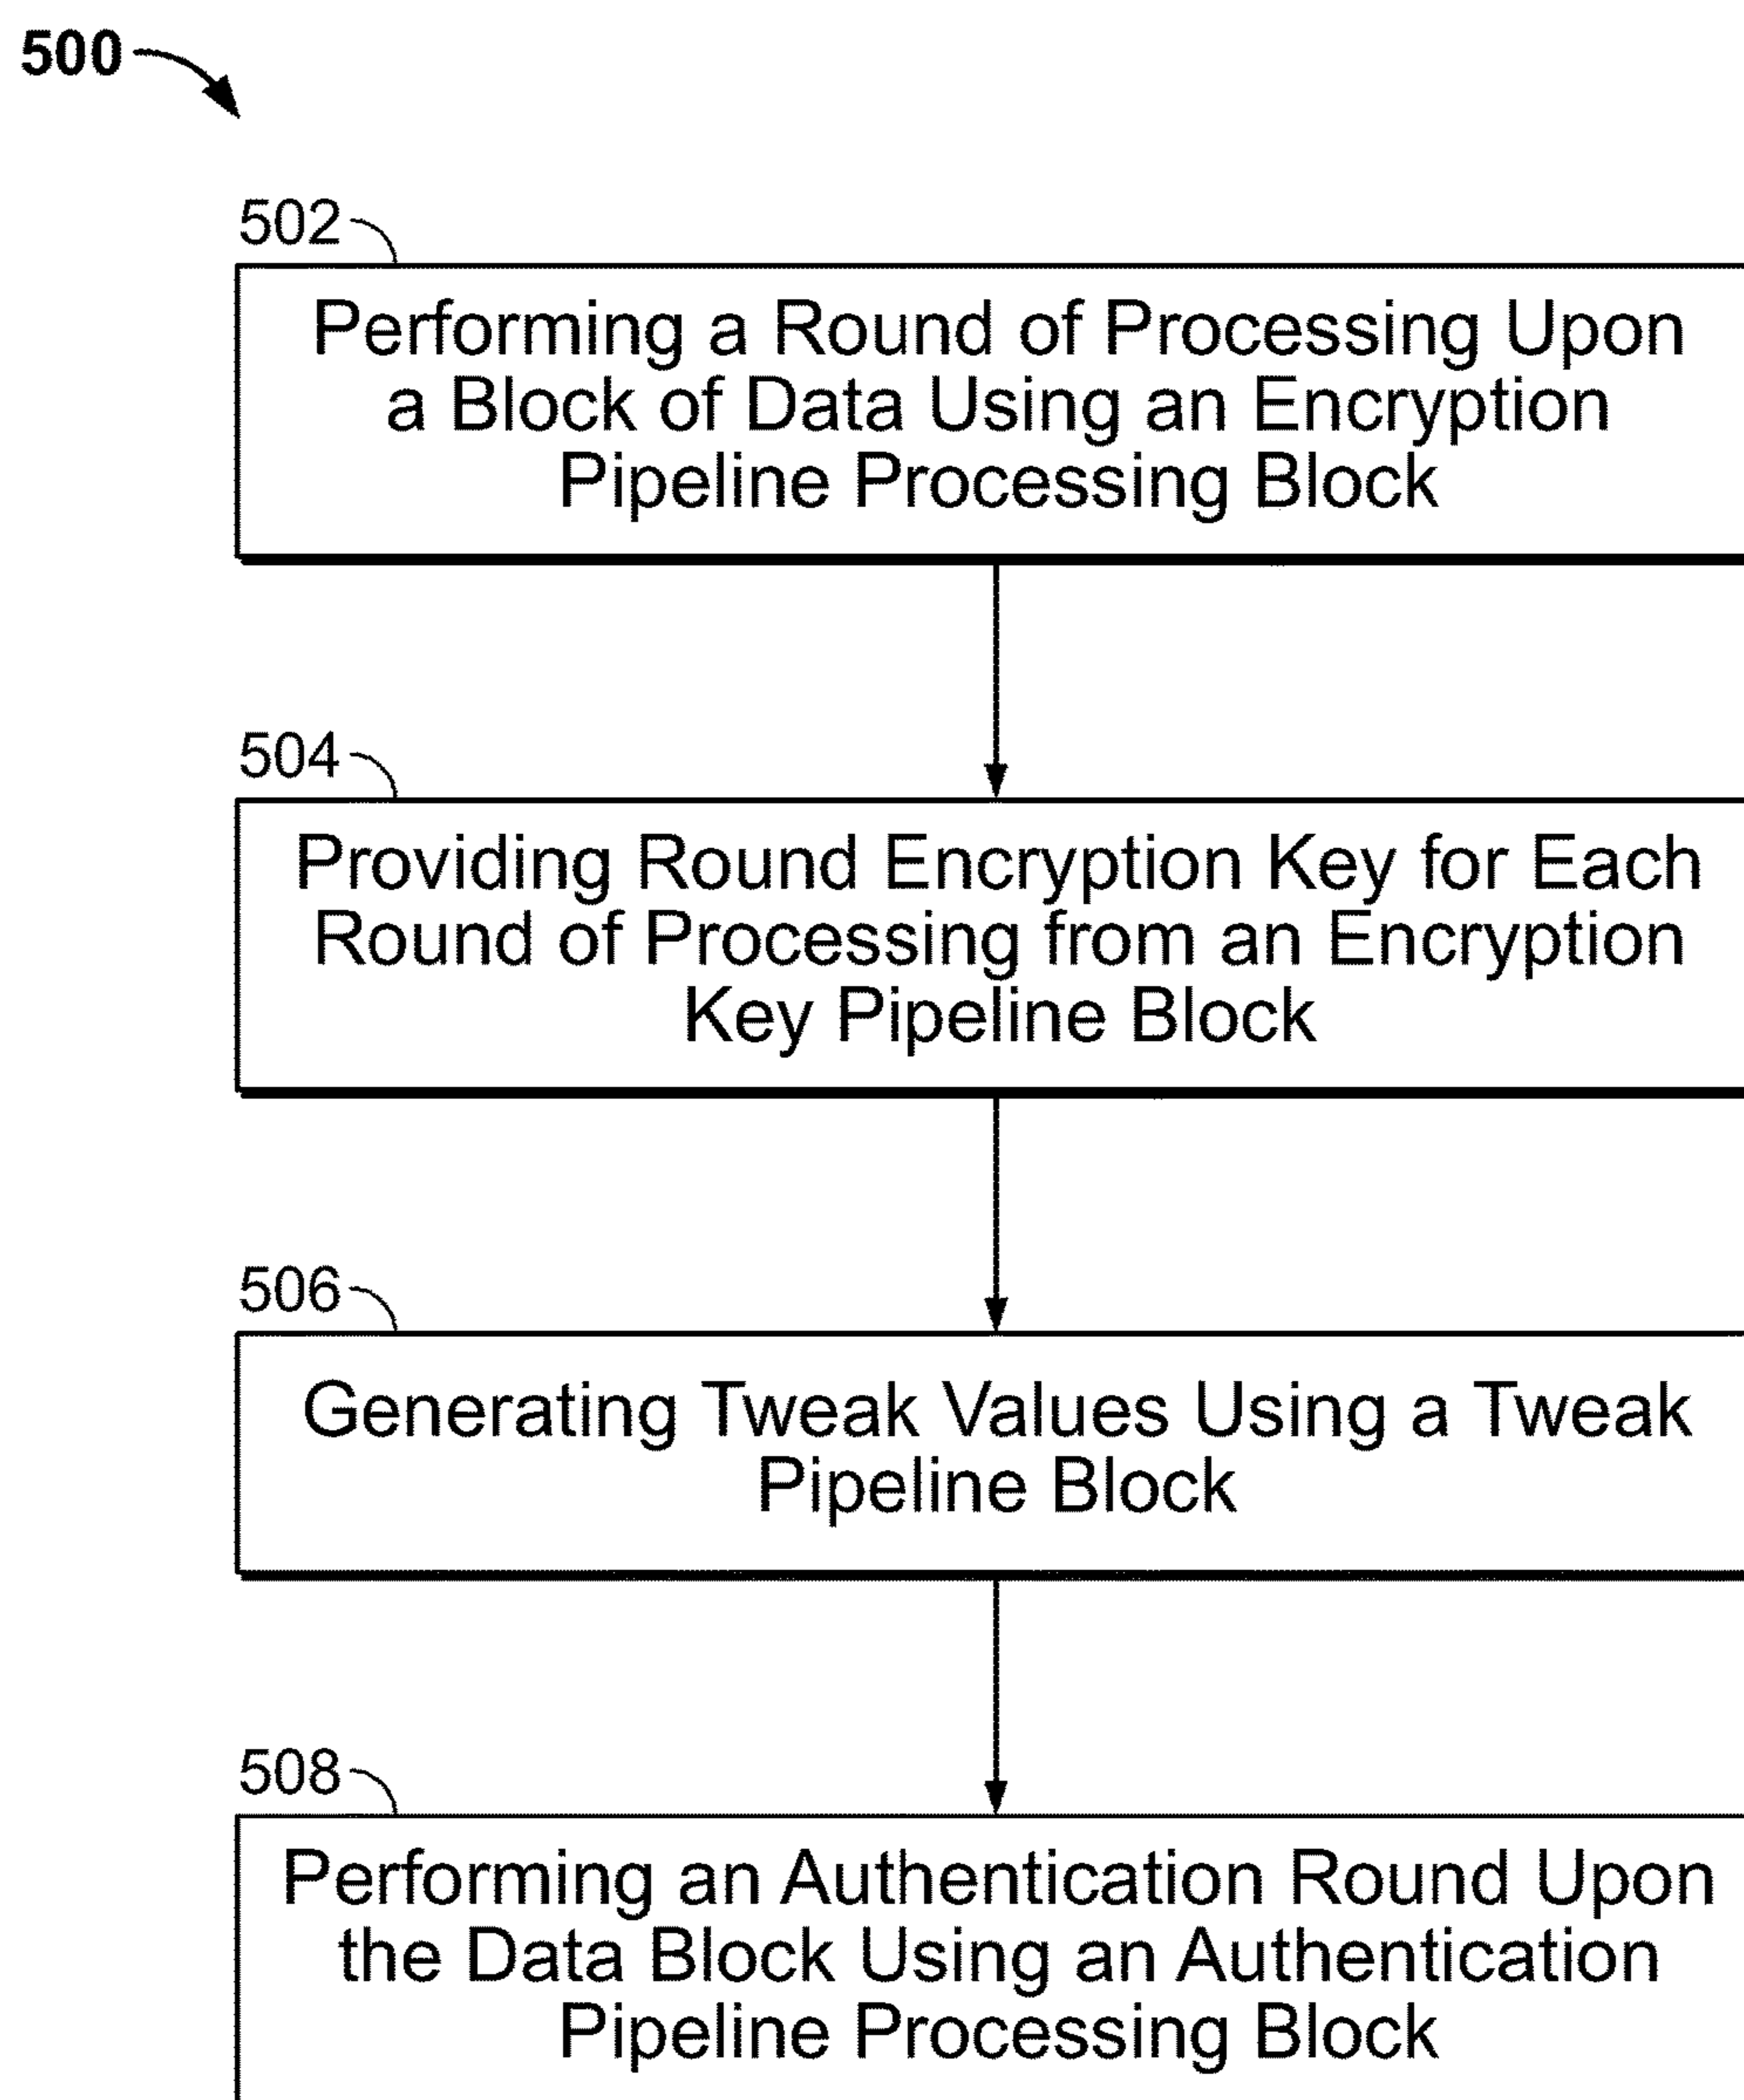 500
502
Performing a Round of Processing Upon
a Block of Data Using an Encryption
Pipeline Processing Block
504
Providing Round Encryption Key for Each
Round of Processing from an Encryption
Key Pipeline Block
506
Generating Tweak Values Using a Tweak
Pipeline Block
508
Performing an Authentication Round Upon
the Data Block Using an Authentication
Pipeline Processing Block